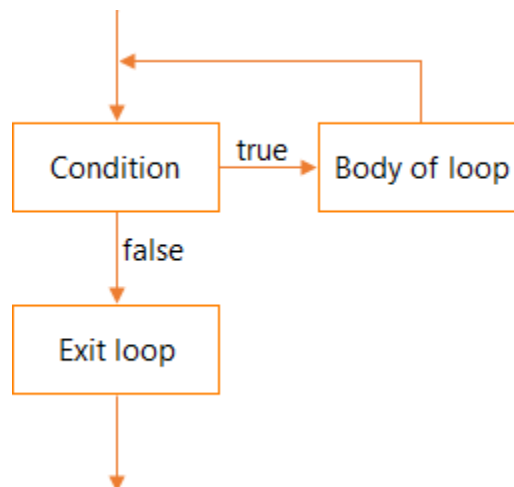 Condition
true
Body of loop
false
Exit loop